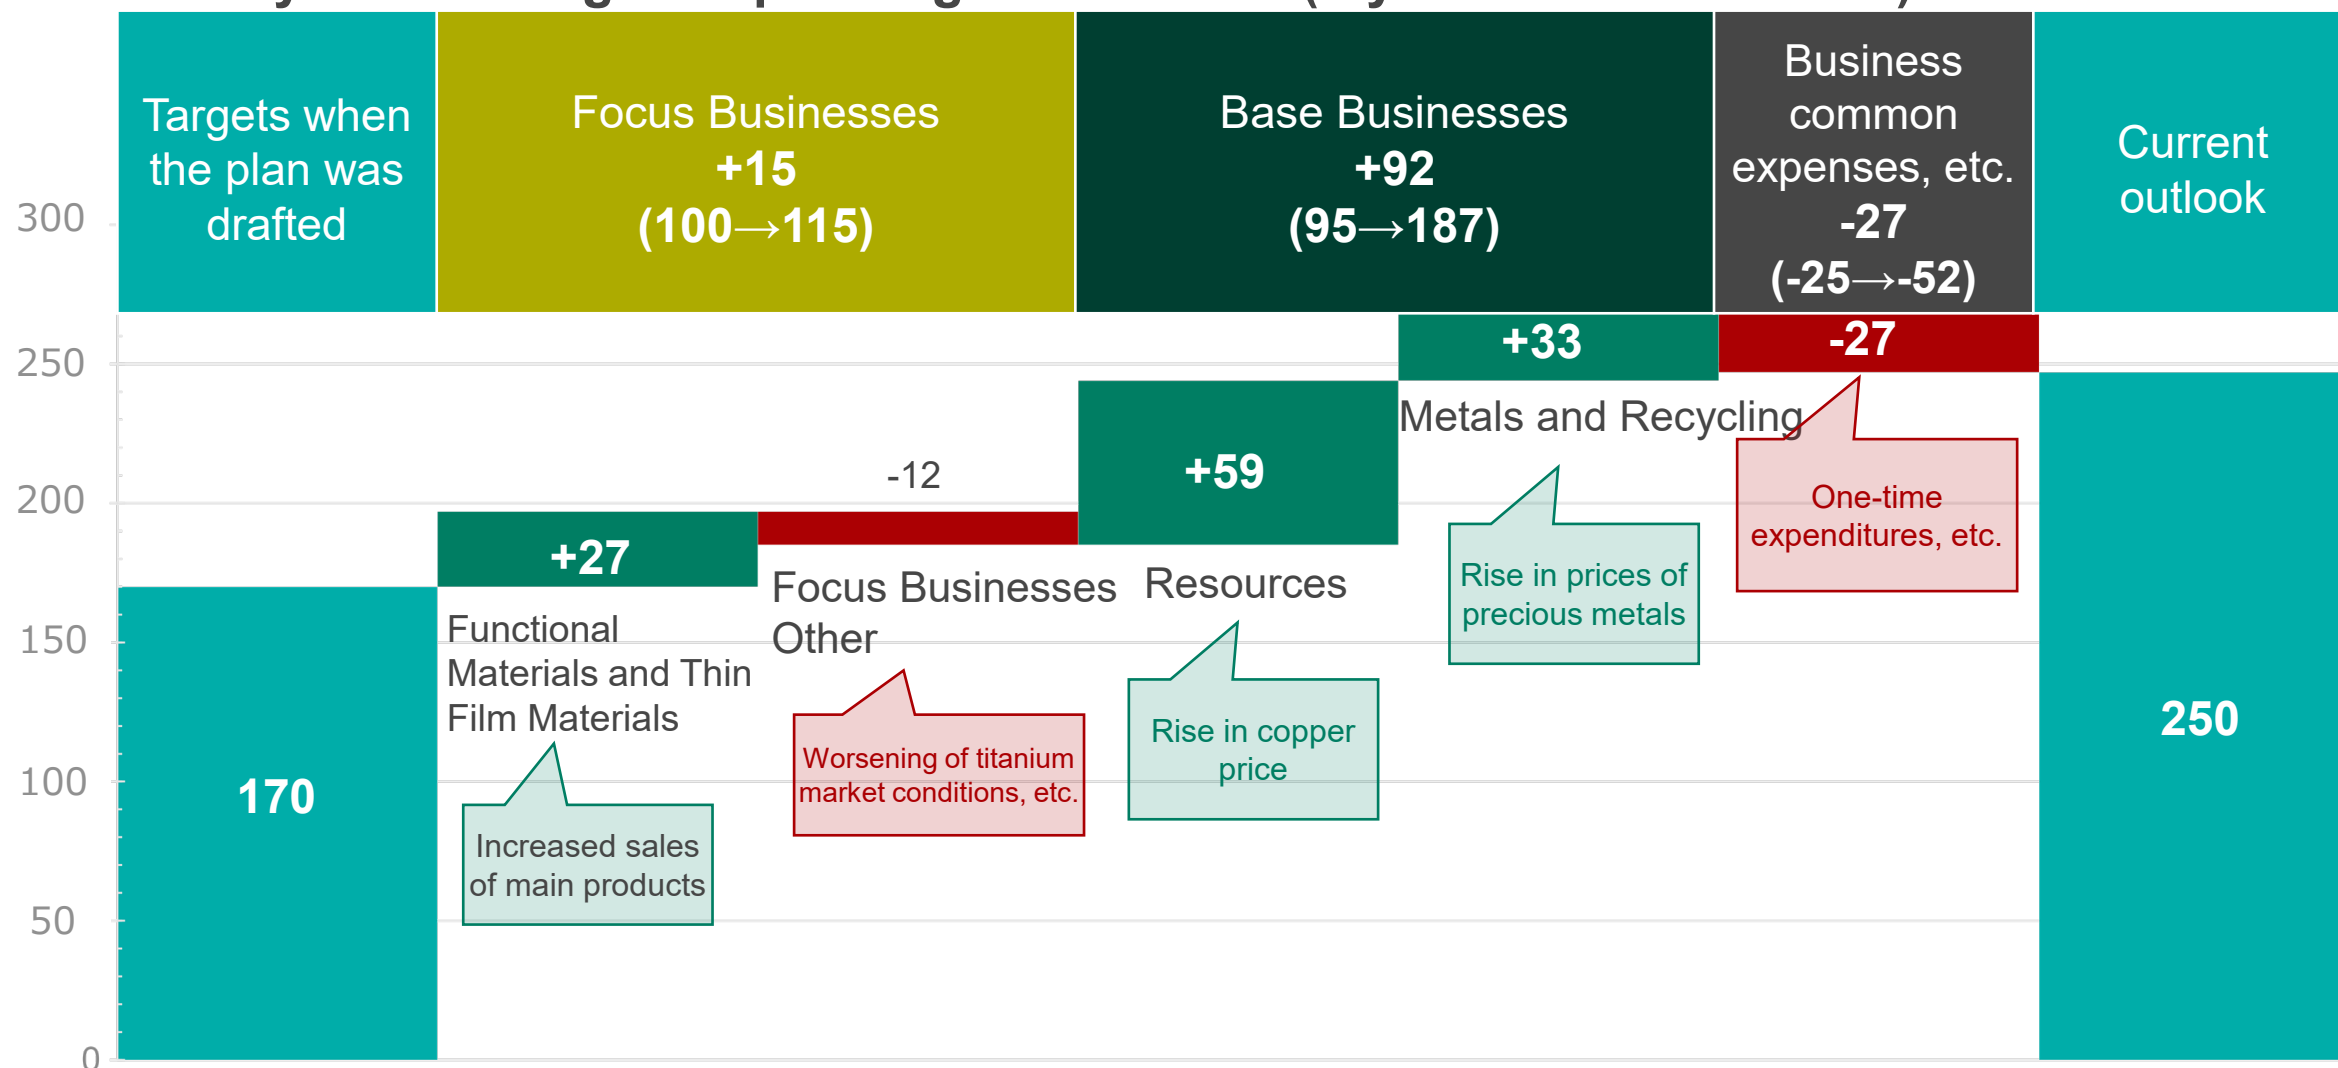 Targets when
the plan was
drafted
Focus Businesses
+15
(100→115)
Base Businesses
+92
(95→187)
Business
common
expenses, etc.
-27
(-25→-52)
Current
outlook
300
250
200
150
100
50
0
170
+27
Functional
Materials and Thin
Film Materials
Increased sales
of main products
-12
Focus Businesses
Other
Worsening of titanium
market conditions, etc.
+59
Resources
Rise in copper
price
+33
Metals and Recycling
Rise in prices of
precious metals
-27
One-time
expenditures, etc.
250